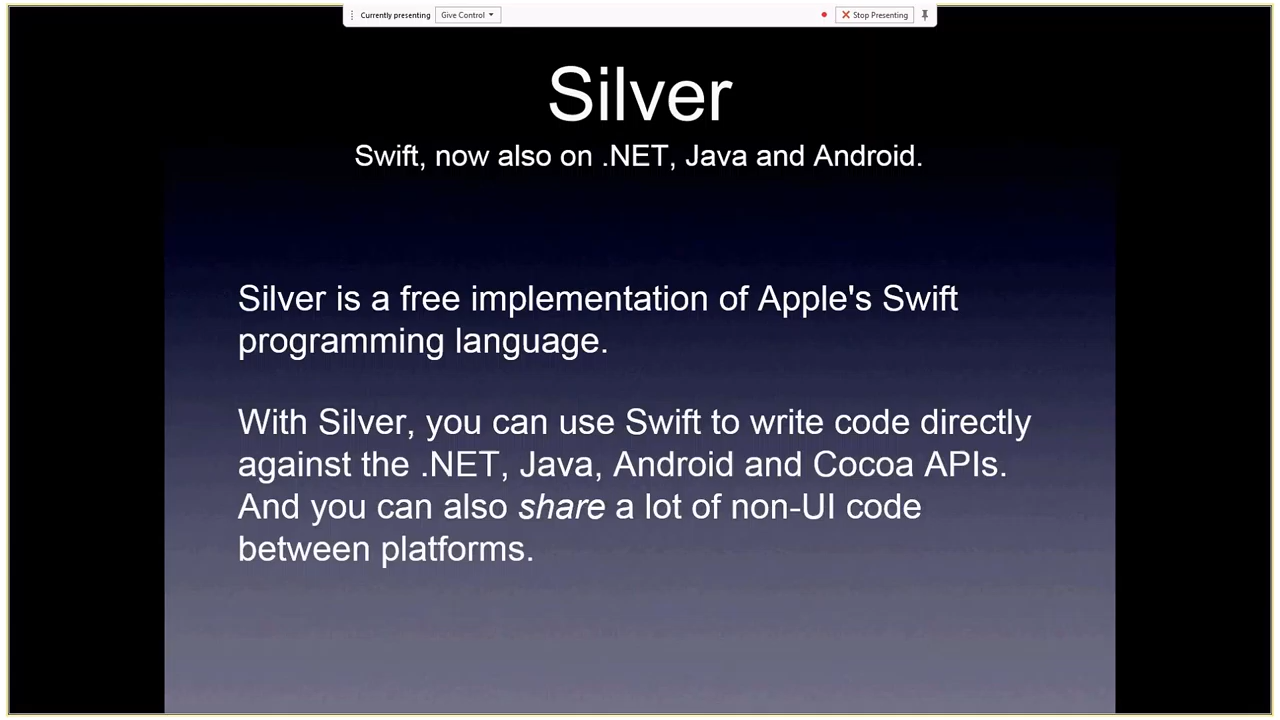 Currently presenting Give Control Stop Presenting
Silver
Swift, now also on .NET, Java and Android.
Silver is a free implementation of Apple's Swift
programming language.
With Silver, you can use Swift to write code directly
against the .NET, Java, Android and Cocoa APIs.
And you can also share a lot of non-UI code
between platforms.